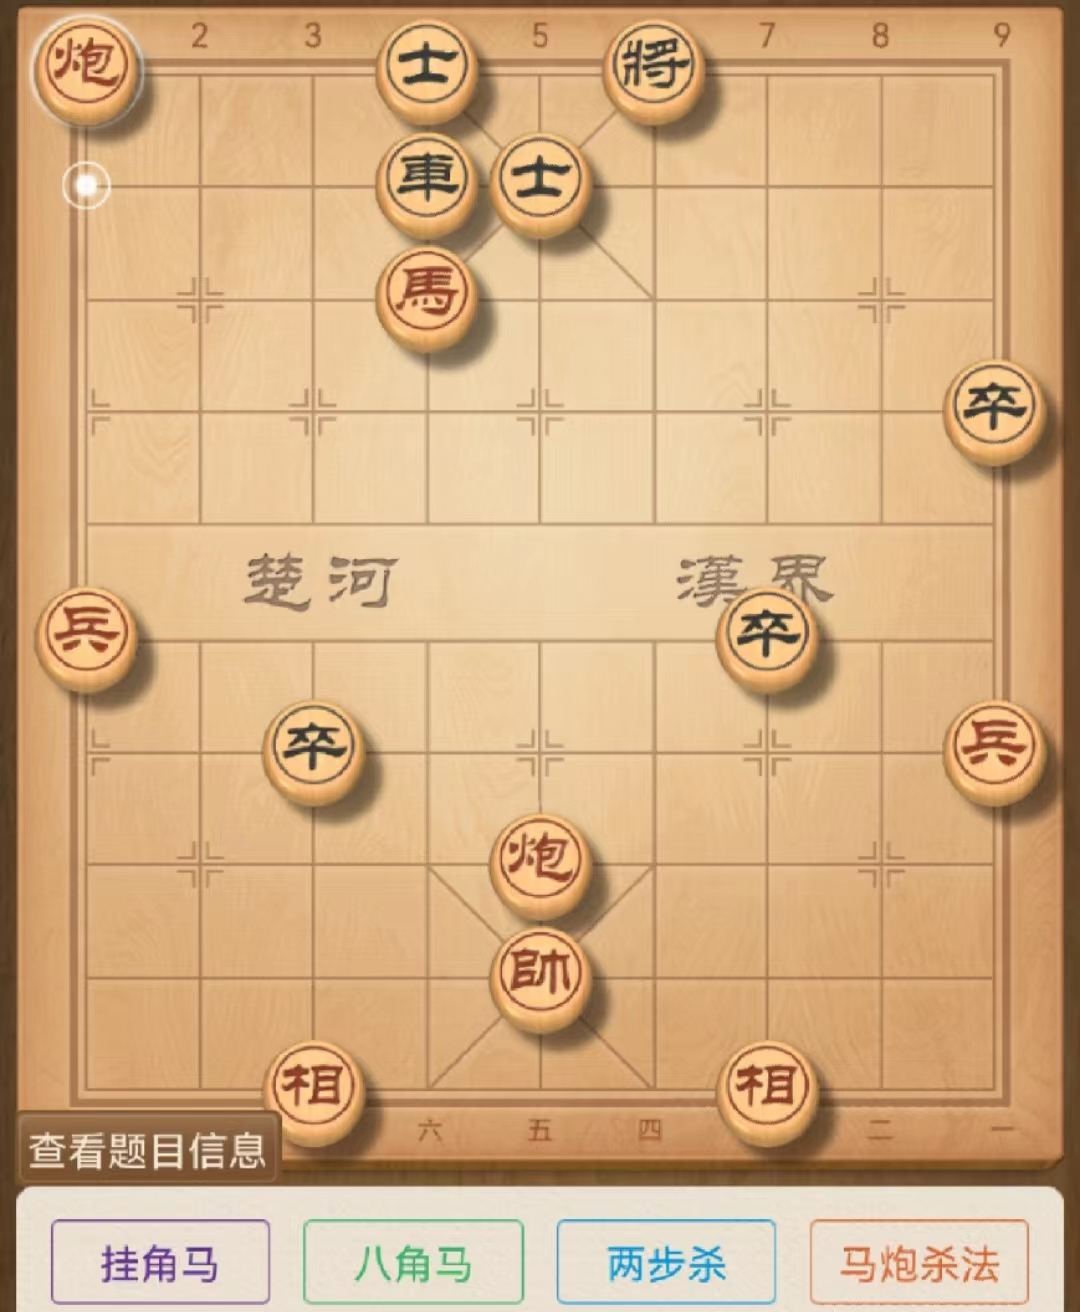 2 3 5 7 8 9
炮 士 將
車 士
馬
卒
楚河 漢界
兵 卒
卒 兵
炮
帥
相 相
六 五 四 二 一
查看题目信息
挂角马 八角马 两步杀 马炮杀法